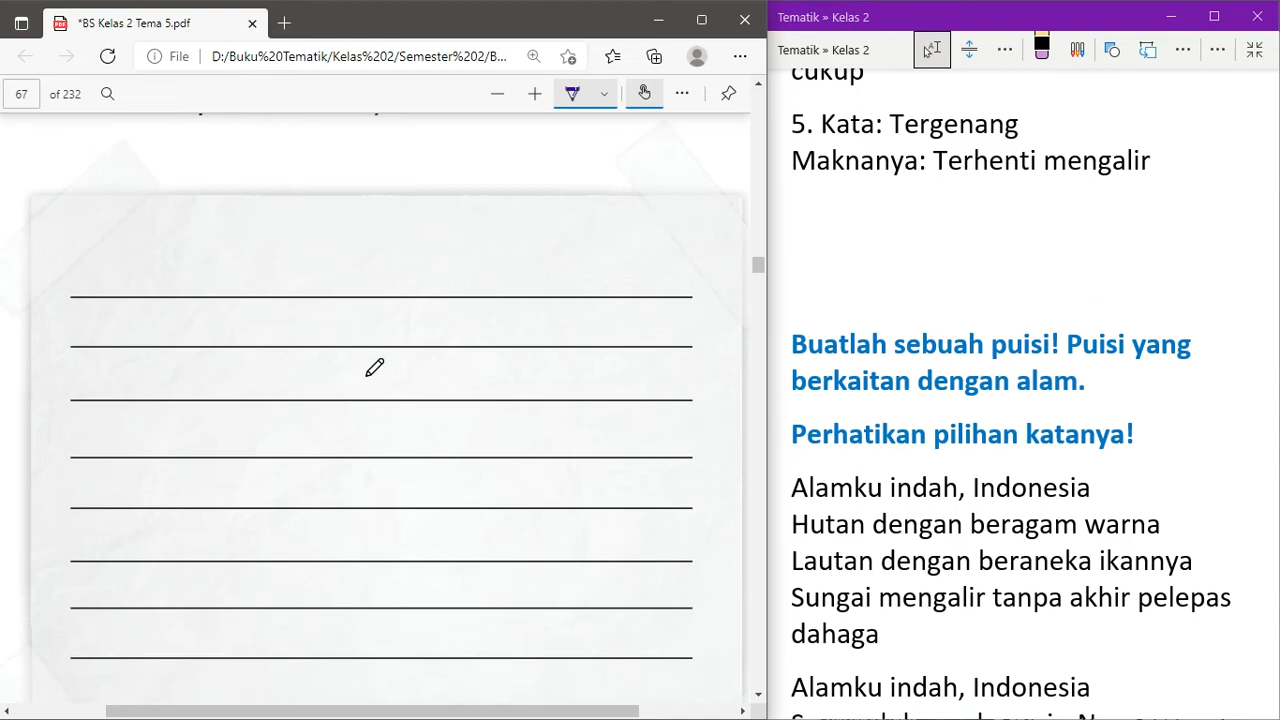 *BS Kelas 2 Tema 5.pdf
File
D:/Buku%20Tematik/Kelas%202/Semester%202/B...
67 of 232
Tematik » Kelas 2
Tematik » Kelas 2
cukup
5. Kata: Tergenang
Maknanya: Terhenti mengalir
Buatlah sebuah puisi! Puisi yang
berkaitan dengan alam.
Perhatikan pilihan katanya!
Alamku indah, Indonesia
Hutan dengan beragam warna
Lautan dengan beraneka ikannya
Sungai mengalir tanpa akhir pelepas
dahaga
Alamku indah, Indonesia